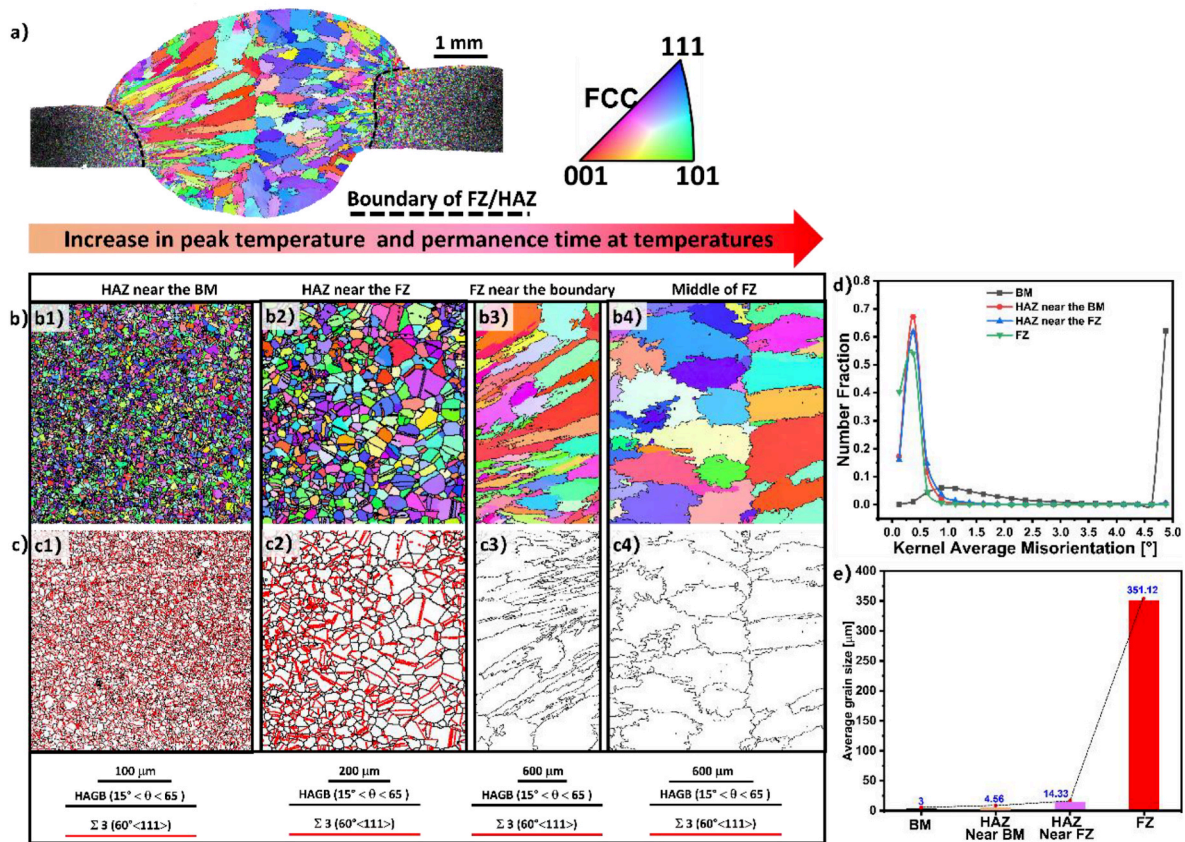 a)
1 mm
111
FCC
001
101
Boundary of FZ/HAZ
Increase in peak temperature and permanence time at temperatures
HAZ near the BM
HAZ near the FZ
FZ near the boundary
Middle of FZ
b)
b1)
b2)
b3)
b4)
c)
c1)
c2)
c3)
c4)
100 μm
HAGB (15° < θ < 65 )
Σ 3 (60°<111>)
200 μm
HAGB (15° < θ < 65 )
Σ 3 (60°<111>)
600 μm
HAGB (15° < θ < 65 )
Σ 3 (60°<111>)
600 μm
HAGB (15° < θ < 65 )
Σ 3 (60°<111>)
d)
0.8
0.7
0.6
0.5
0.4
0.3
0.2
0.1
0.0
Number Fraction
BM
HAZ near the BM
HAZ near the FZ
FZ
0.0 0.5 1.0 1.5 2.0 2.5 3.0 3.5 4.0 4.5 5.0
Kernel Average Misorientation [°]
e)
400
350
300
250
200
150
100
50
0
Average grain size [μm]
3
4.56
14.33
351.12
BM
HAZ
Near BM
HAZ
Near FZ
FZ